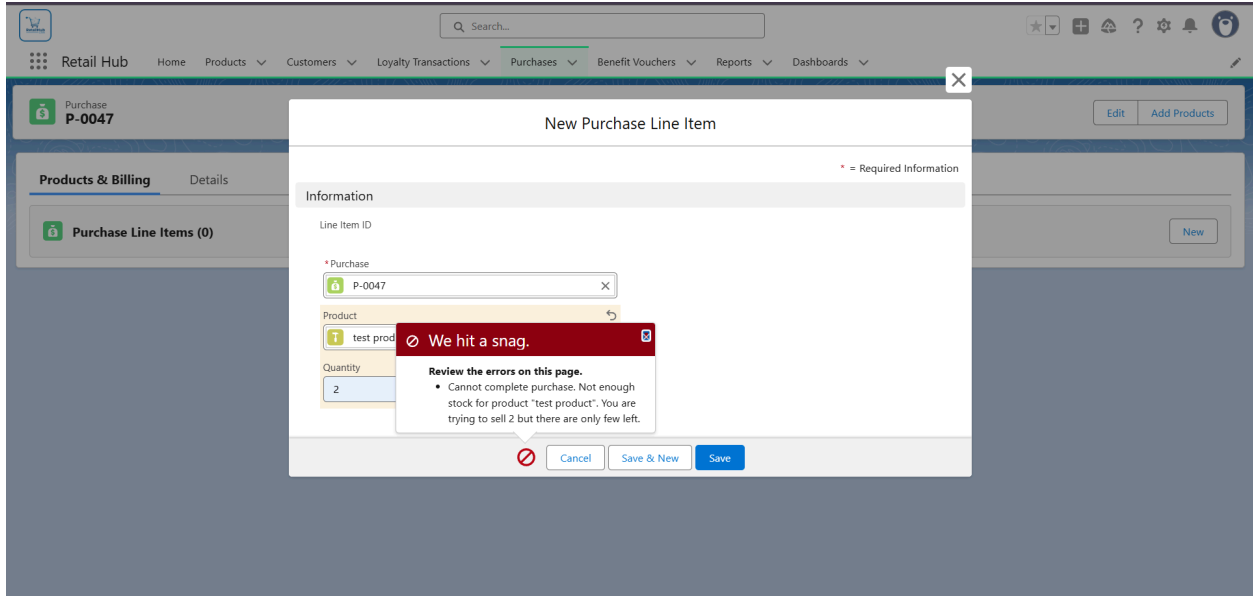 Search...
Retail Hub Home Products Customers Loyalty Transactions Purchases Benefit Vouchers Reports Dashboards
Purchase
P-0047
Edit Add Products
New Purchase Line Item
* = Required Information
Products & Billing Details
Information
Purchase Line Items (0)
New
Line Item ID
*Purchase
P-0047
Product
test prod
Quantity
2
We hit a snag.
Review the errors on this page.
• Cannot complete purchase. Not enough
stock for product "test product". You are
trying to sell 2 but there are only few left.
Cancel Save & New Save